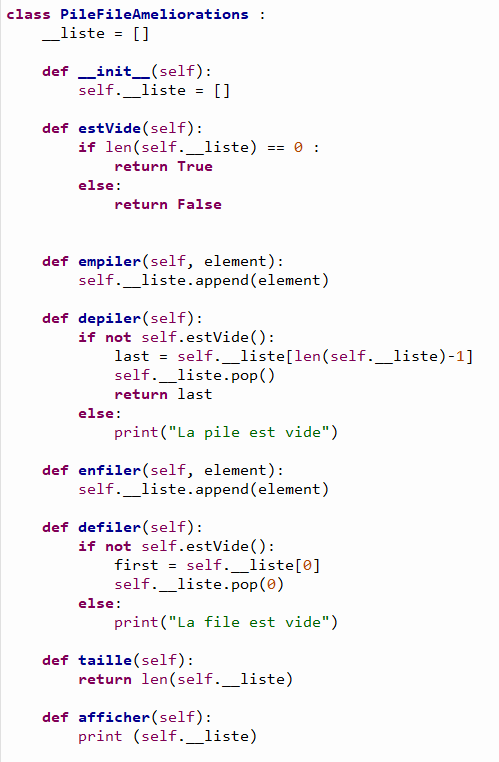 class PileFileAmeliorations :
    __liste = []

    def __init__(self):
        self.__liste = []

    def estVide(self):
        if len(self.__liste) == 0 :
            return True
        else:
            return False


    def empiler(self, element):
        self.__liste.append(element)

    def depiler(self):
        if not self.estVide():
            last = self.__liste[len(self.__liste)-1]
            self.__liste.pop()
            return last
        else:
            print("La pile est vide")

    def enfiler(self, element):
        self.__liste.append(element)

    def defiler(self):
        if not self.estVide():
            first = self.__liste[0]
            self.__liste.pop(0)
        else:
            print("La file est vide")

    def taille(self):
        return len(self.__liste)

    def afficher(self):
        print (self.__liste)